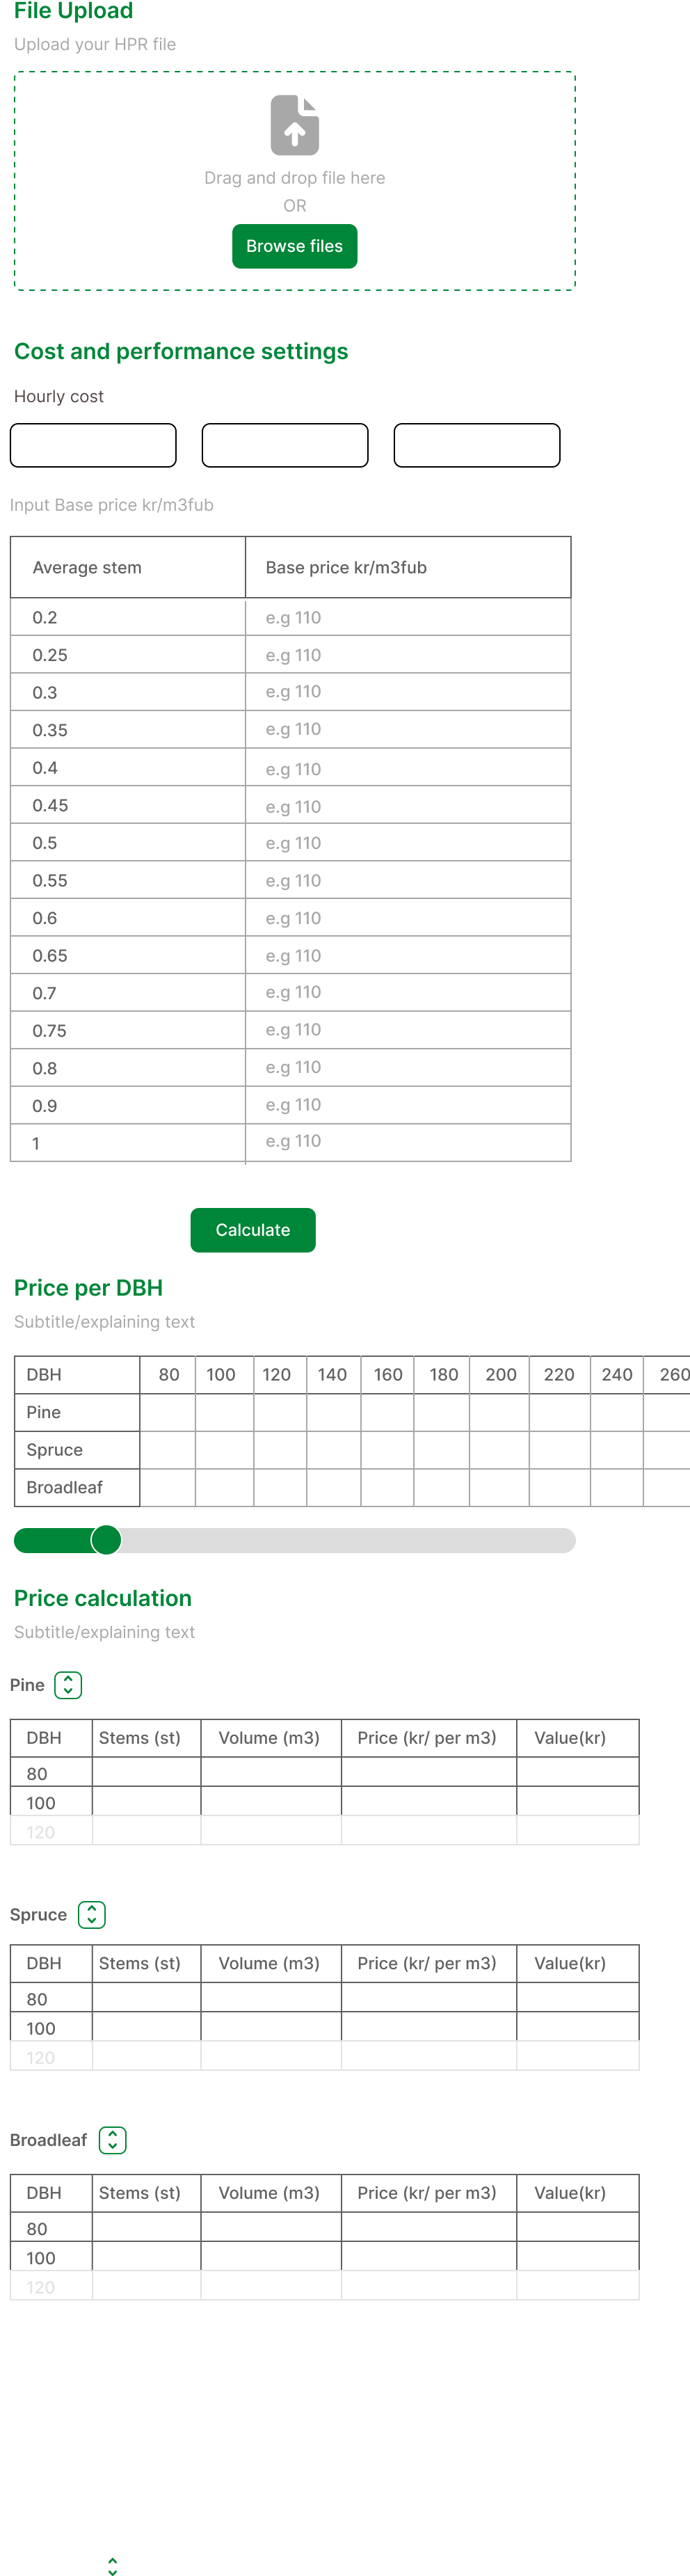 File Upload
Upload your HPR file
Drag and drop file here
OR
Browse files
Cost and performance settings
Hourly cost
Input Base price kr/m3fub
Average stem Base price kr/m3fub
0.2 e.g 110
0.25 e.g 110
0.3 e.g 110
0.35 e.g 110
0.4 e.g 110
0.45 e.g 110
0.5 e.g 110
0.55 e.g 110
0.6 e.g 110
0.65 e.g 110
0.7 e.g 110
0.75 e.g 110
0.8 e.g 110
0.9 e.g 110
1 e.g 110
Calculate
Price per DBH
Subtitle/explaining text
DBH 80 100 120 140 160 180 200 220 240 260
Pine
Spruce
Broadleaf
Price calculation
Subtitle/explaining text
Pine
DBH Stems (st) Volume (m3) Price (kr/ per m3) Value(kr)
80
100
120
Spruce
DBH Stems (st) Volume (m3) Price (kr/ per m3) Value(kr)
80
100
120
Broadleaf
DBH Stems (st) Volume (m3) Price (kr/ per m3) Value(kr)
80
100
120